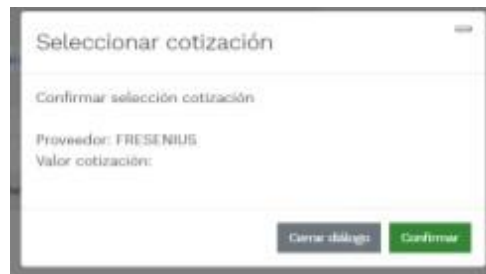 Seleccionar cotización
Confirmar selección cotización
Proveedor: FRESENIUS
Valor cotización:
Cerrar diálogo
Confirmar